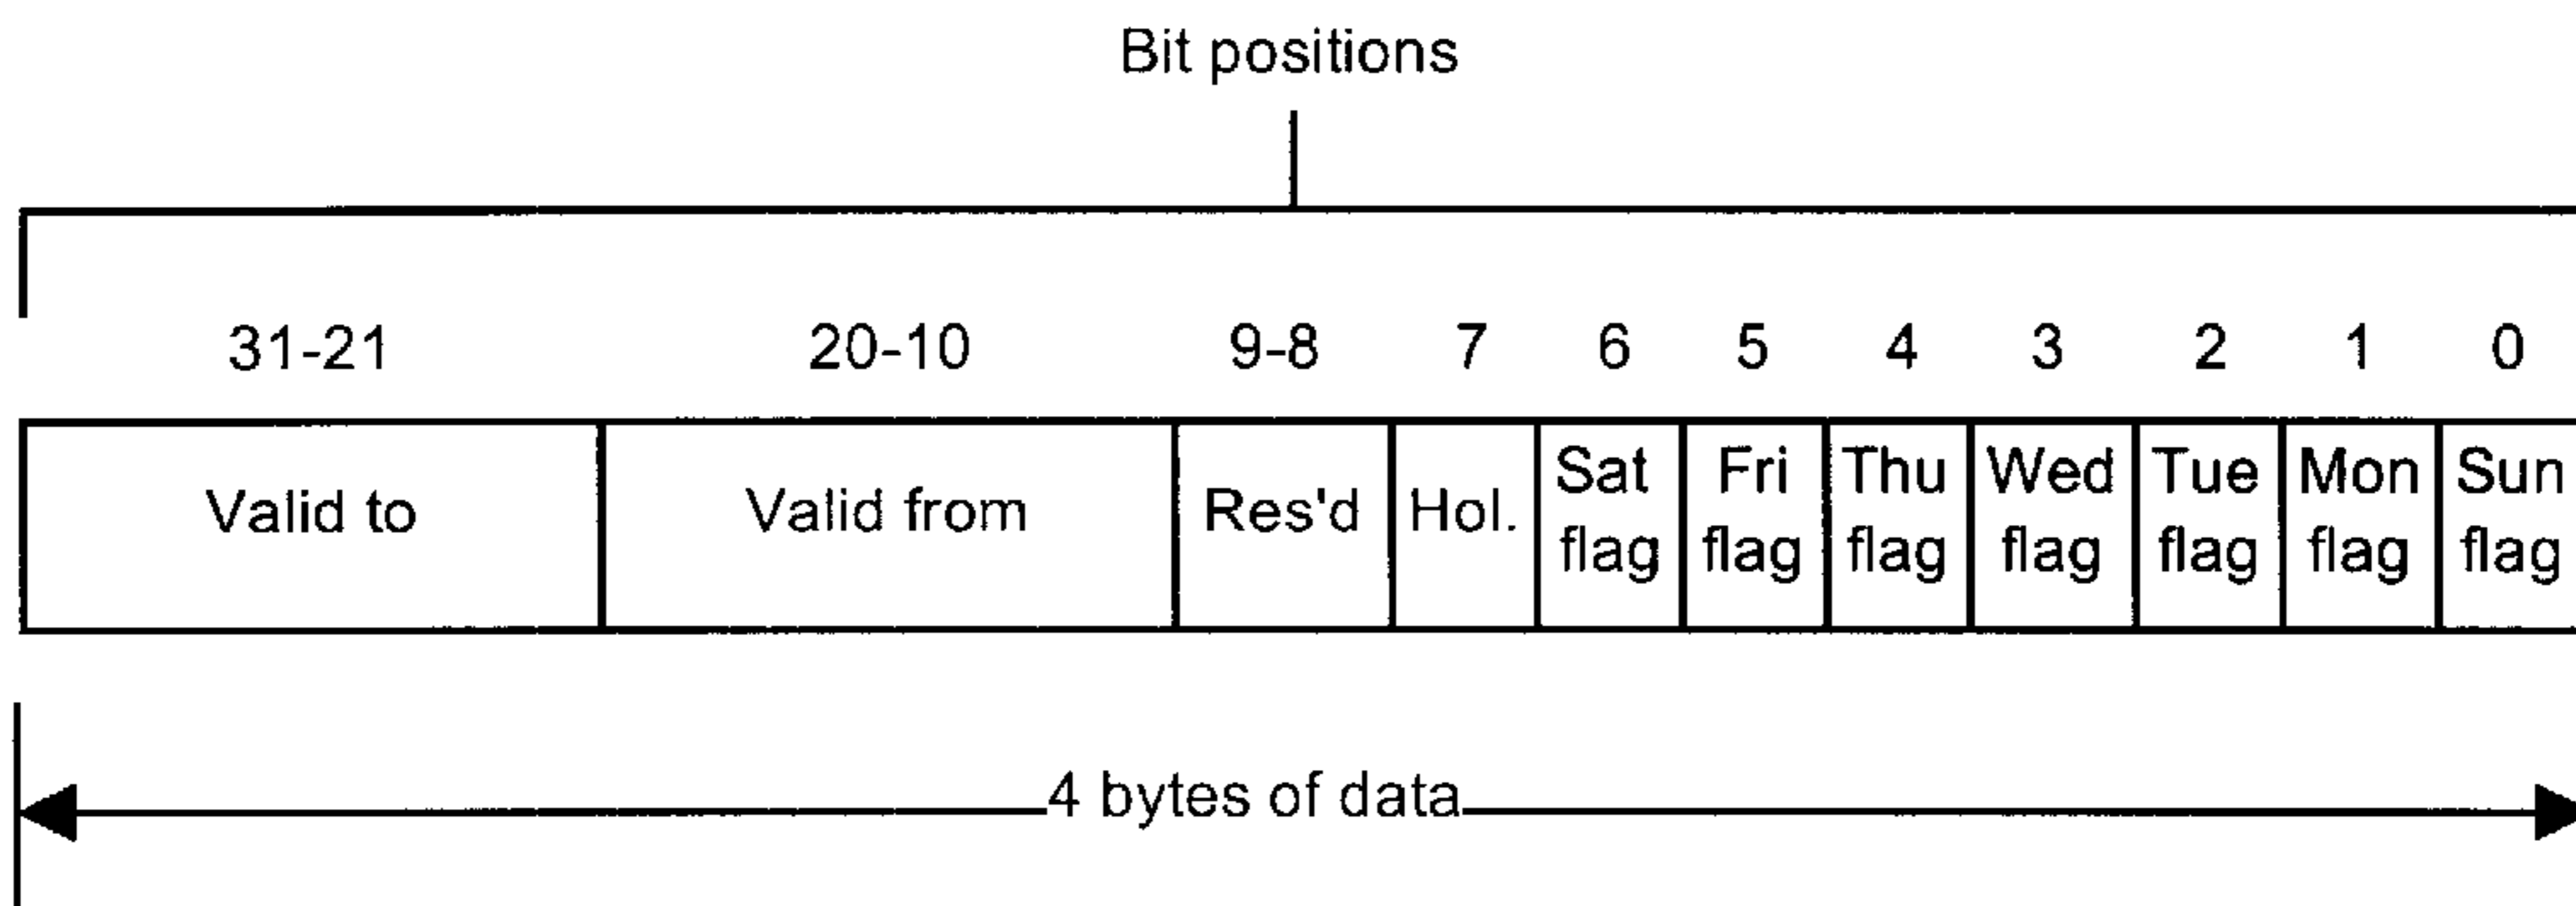 Bit positions
31-21 20-10 9-8 7 6 5 4 3 2 1 0
Valid to Valid from Res'd Hol. Sat flag Fri flag Thu flag Wed flag Tue flag Mon flag Sun flag
4 bytes of data